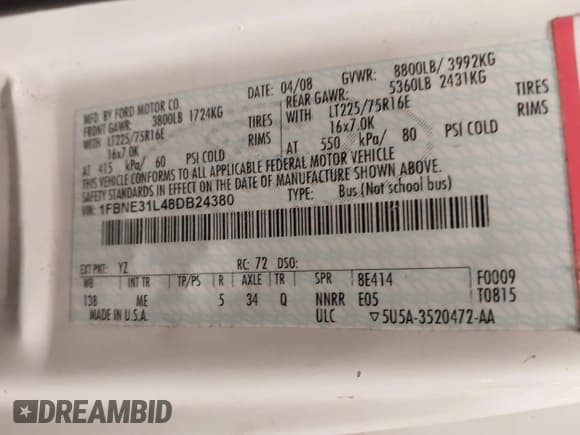 MFD. BY FORD MOTOR CO.
DATE: 04/08 GVWR: 8800LB/ 3992KG
FRONT GAWR: 3800LB 1724KG REAR GAWR: 5360LB 2431KG
WITH LT225/75R16E TIRES WITH LT225/75R16E TIRES
16x7.0K RIMS 16x7.0K RIMS
AT 415 kPa/ 60 PSI COLD AT 550 kPa/ 80 PSI COLD
THIS VEHICLE CONFORMS TO ALL APPLICABLE FEDERAL MOTOR VEHICLE
SAFETY STANDARDS IN EFFECT ON THE DATE OF MANUFACTURE SHOWN ABOVE.
VIN: 1FBNE31L48DB24380 TYPE: Bus (Not school bus)
EXT PNT: YZ RC: 72 DSO:
WB INT TR TP/PS R AXLE TR SPR 8E414 F0009
138 ME 5 34 Q NNRR E05 T0815
MADE IN U.S.A. ULC ▽5U5A-3520472-AA
DREAMBID